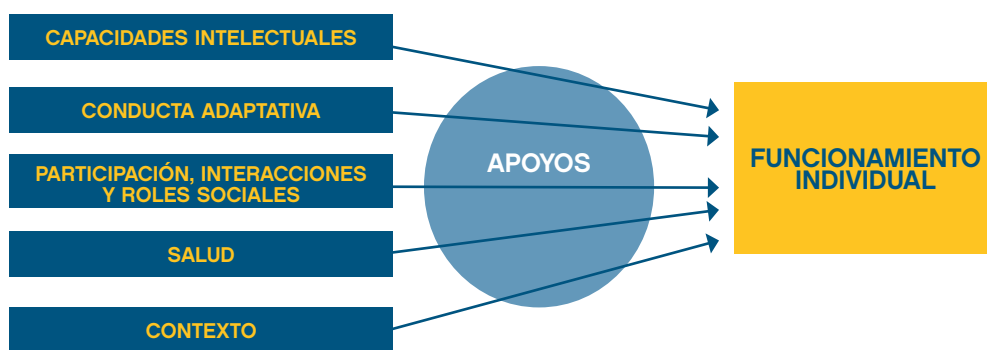 CAPACIDADES INTELECTUALES
CONDUCTA ADAPTATIVA
PARTICIPACIÓN, INTERACCIONES
Y ROLES SOCIALES
SALUD
CONTEXTO
APOYOS
FUNCIONAMIENTO
INDIVIDUAL